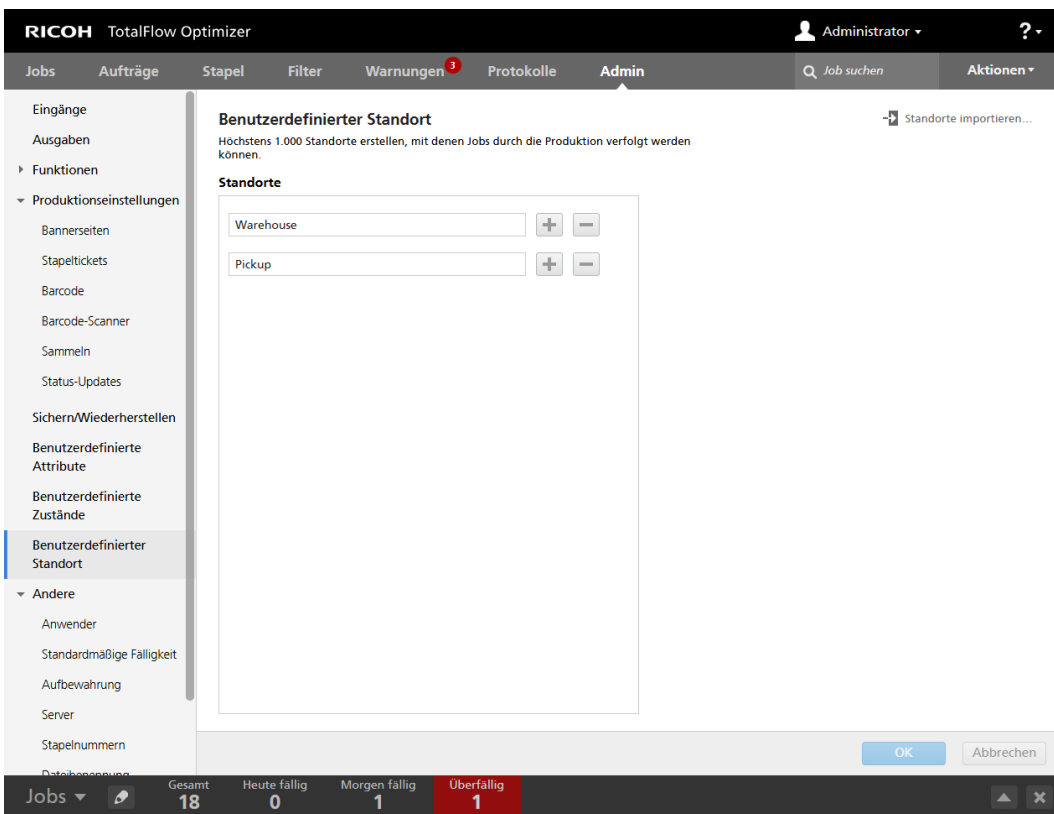 RICOH TotalFlow Optimizer
Administrator
?
Jobs Aufträge Stapel Filter Warnungen 3 Protokolle Admin
Job suchen
Aktionen
Eingänge
Ausgaben
Funktionen
Produktionseinstellungen
Bannerseiten
Stapeltickets
Barcode
Barcode-Scanner
Sammeln
Status-Updates
Sichern/Wiederherstellen
Benutzerdefinierte
Attribute
Benutzerdefinierte
Zustände
Benutzerdefinierter
Standort
Andere
Anwender
Standardmäßige Fälligkeit
Aufbewahrung
Server
Stapelnummern
Dateibenennung
Benutzerdefinierter Standort
Standorte importieren...
Höchstens 1.000 Standorte erstellen, mit denen Jobs durch die Produktion verfolgt werden
können.
Standorte
Warehouse
Pickup
OK
Abbrechen
Jobs
Gesamt Heute fällig Morgen fällig Überfällig
18 0 1 1